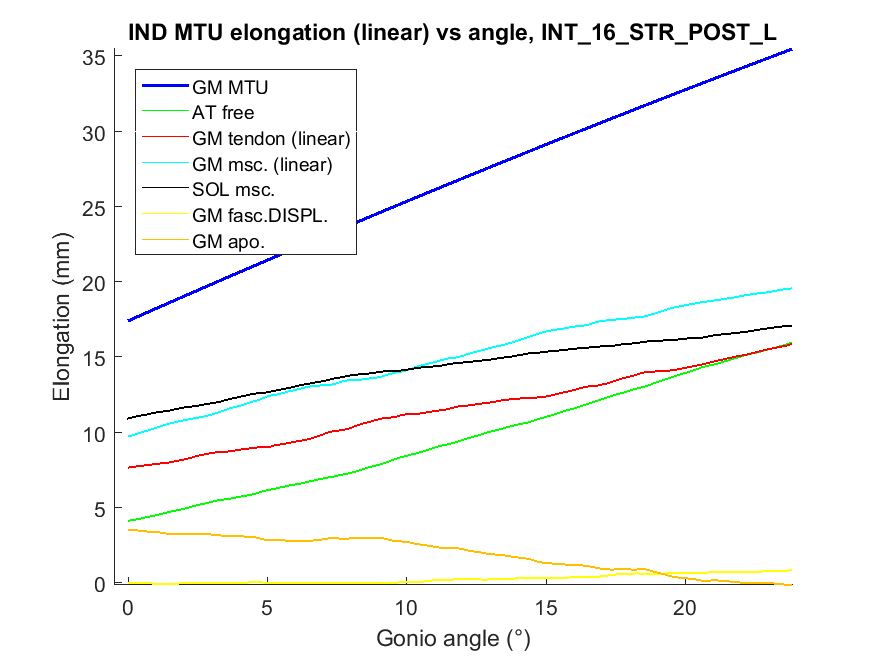 IND MTU elongation (linear) vs angle, INT_16_STR_POST_L
35
30
25
20
15
10
5
0
Elongation (mm)
GM MTU
AT free
GM tendon (linear)
GM msc. (linear)
SOL msc.
GM fasc.DISPL.
GM apo.
0 5 10 15 20
Gonio angle (°)